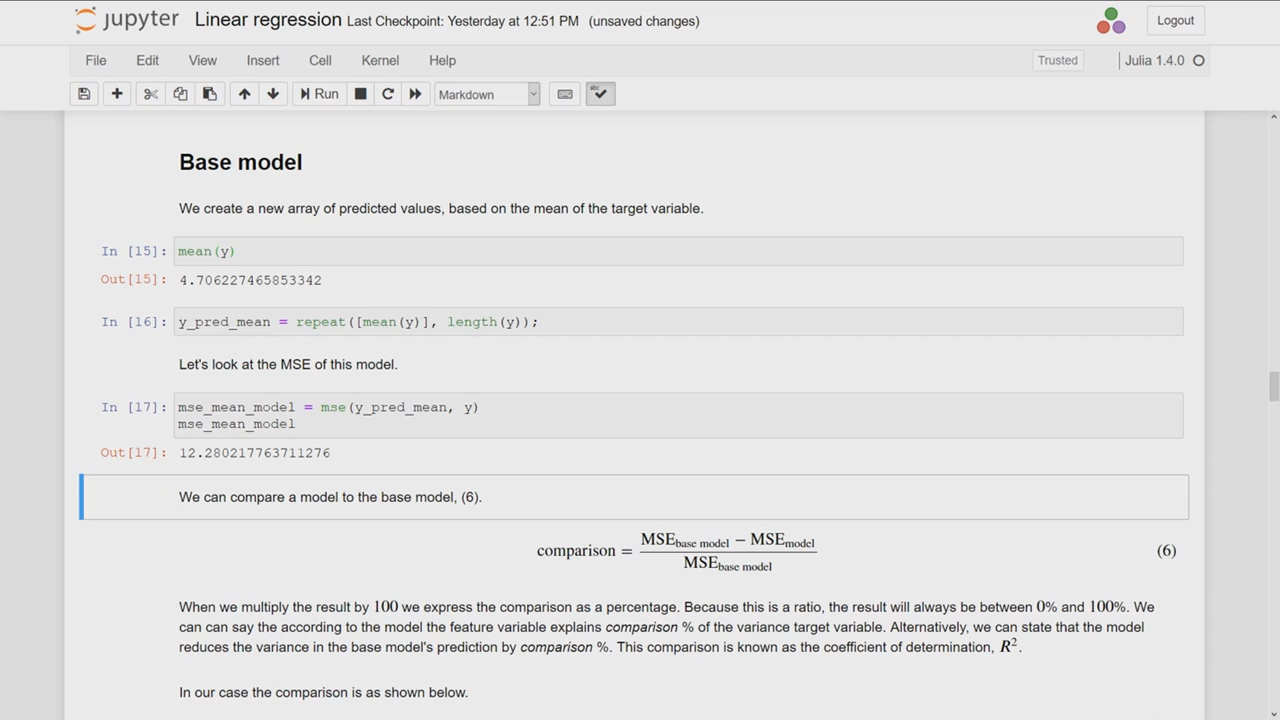 jupyter Linear regression Last Checkpoint: Yesterday at 12:51 PM (unsaved changes) Logout
File Edit View Insert Cell Kernel Help Trusted Julia 1.4.0
Run Markdown
Base model
We create a new array of predicted values, based on the mean of the target variable.
In [15]: mean(y)
Out[15]: 4.706227465853342
In [16]: y_pred_mean = repeat([mean(y)], length(y));
Let's look at the MSE of this model.
In [17]: mse_mean_model = mse(y_pred_mean, y)
mse_mean_model
Out[17]: 12.280217763711276
We can compare a model to the base model, (6).
MSE base model − MSE model
comparison = (6)
MSE base model
When we multiply the result by 100 we express the comparison as a percentage. Because this is a ratio, the result will always be between 0% and 100%. We
can can say the according to the model the feature variable explains comparison % of the variance target variable. Alternatively, we can state that the model
reduces the variance in the base model's prediction by comparison %. This comparison is known as the coefficient of determination, R².
In our case the comparison is as shown below.